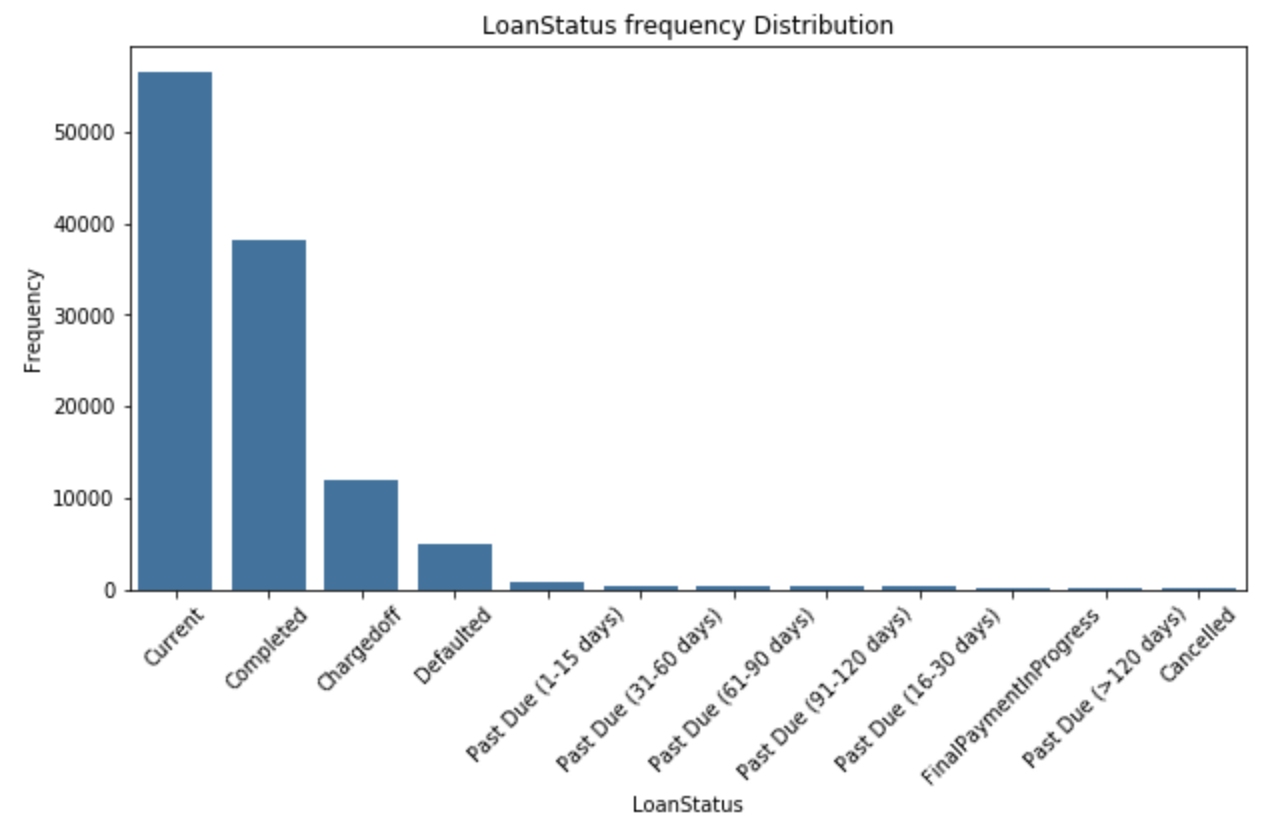 LoanStatus frequency Distribution
Frequency
50000
40000
30000
20000
10000
0
Current
Completed
Chargedoff
Defaulted
Past Due (1-15 days)
Past Due (31-60 days)
Past Due (61-90 days)
Past Due (91-120 days)
Past Due (16-30 days)
FinalPaymentInProgress
Past Due (>120 days)
Cancelled
LoanStatus